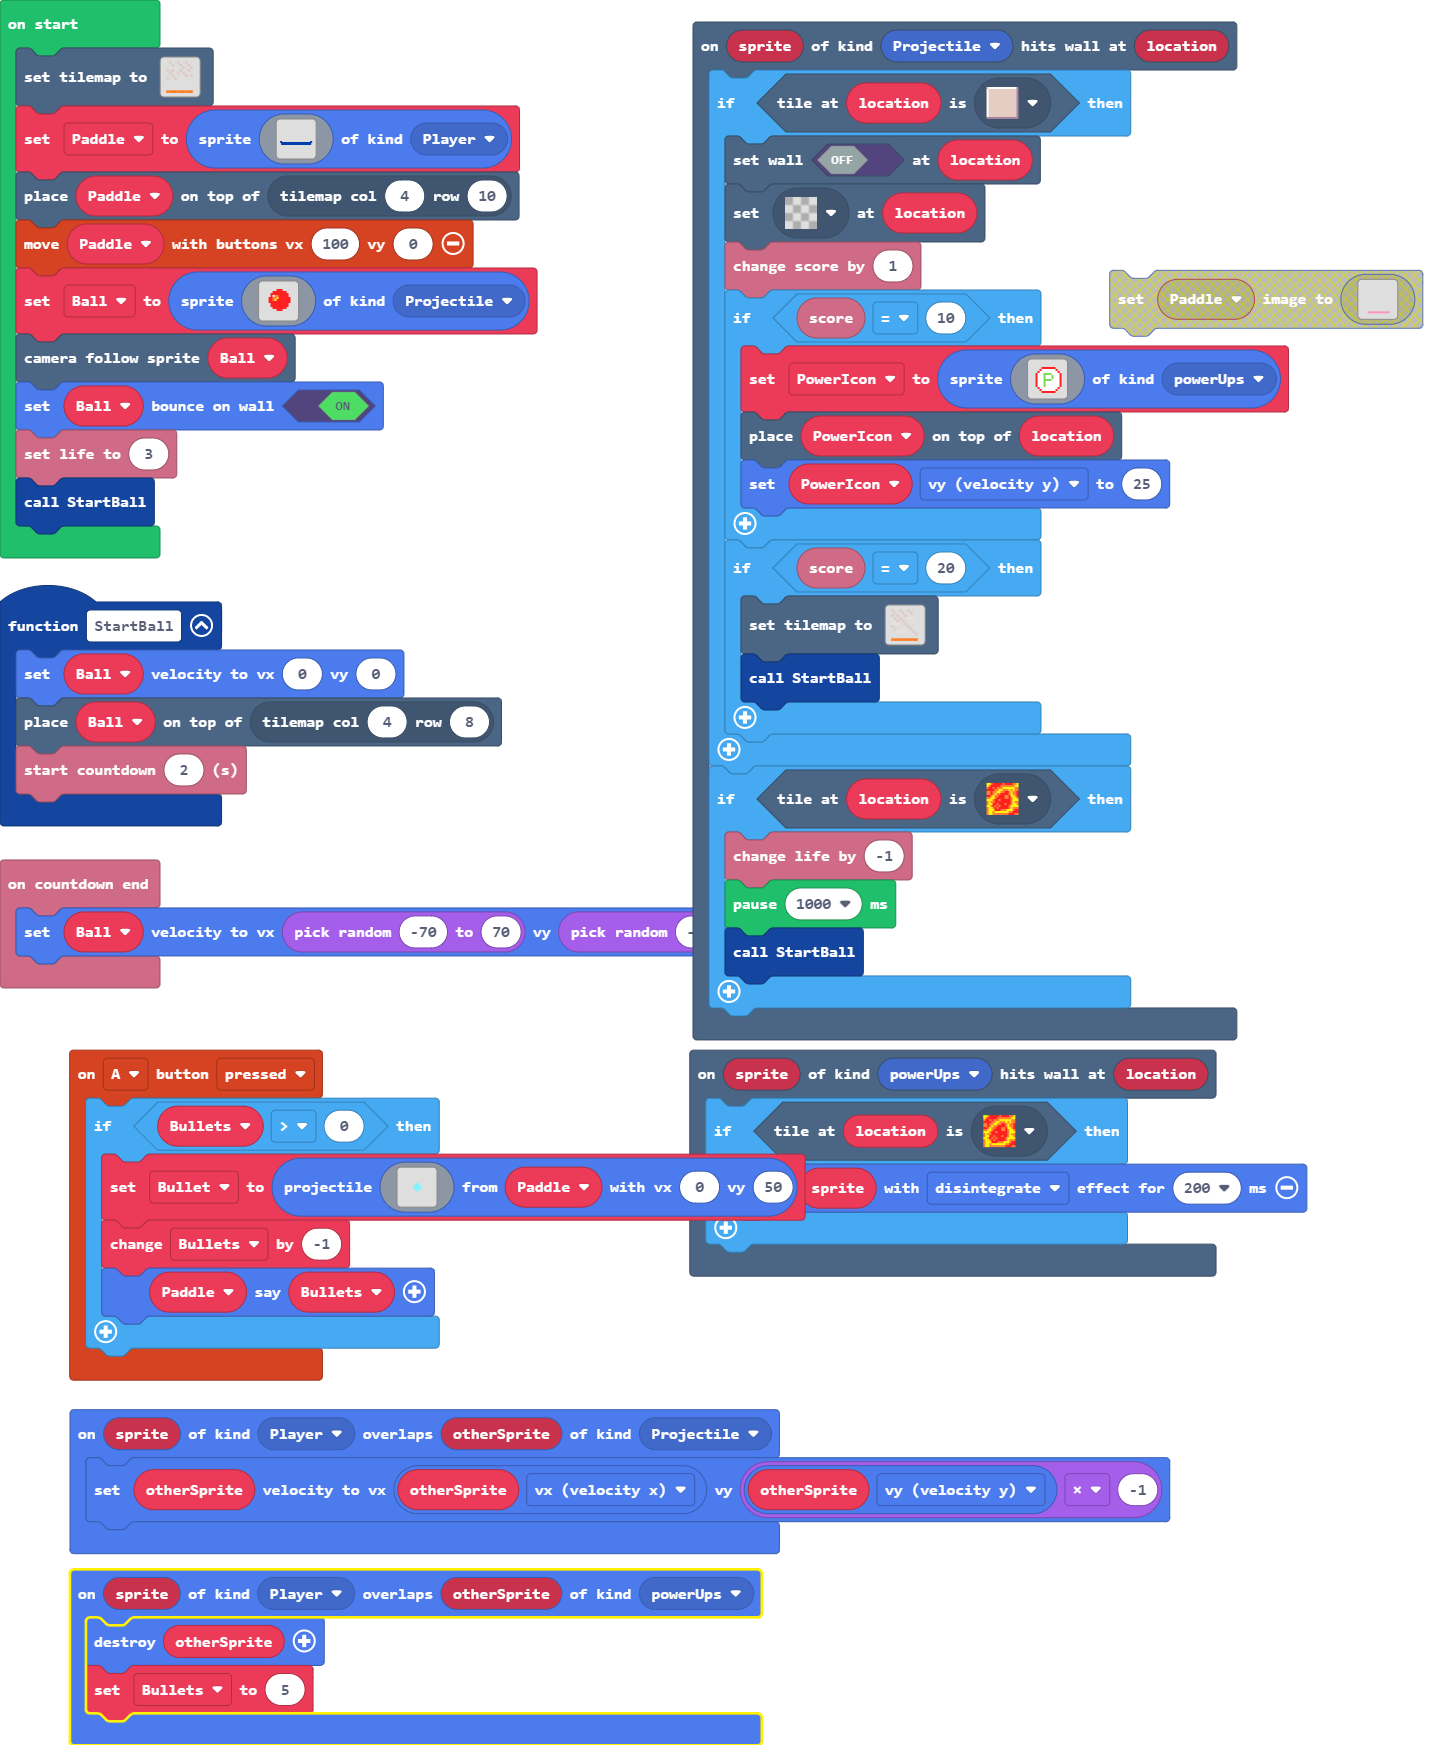 on start
set tilemap to
set Paddle to sprite of kind Player
place Paddle on top of tilemap col 4 row 10
move Paddle with buttons vx 100 vy 0
set Ball to sprite of kind Projectile
camera follow sprite Ball
set Ball bounce on wall ON
set life to 3
call StartBall
function StartBall
set Ball velocity to vx 0 vy 0
place Ball on top of tilemap col 4 row 8
start countdown 2 (s)
on countdown end
set Ball velocity to vx pick random -70 to 70 vy pick random -
on sprite of kind Projectile hits wall at location
if tile at location is then
set wall OFF at location
set at location
change score by 1
if score = 10 then
set PowerIcon to sprite P of kind powerUps
place PowerIcon on top of location
set PowerIcon vy (velocity y) to 25
if score = 20 then
set tilemap to
call StartBall
if tile at location is then
change life by -1
pause 1000 ms
call StartBall
set Paddle image to
on A button pressed
if Bullets > 0 then
set Bullet to projectile from Paddle with vx 0 vy 50
change Bullets by -1
Paddle say Bullets
on sprite of kind powerUps hits wall at location
if tile at location is then
sprite with disintegrate effect for 200 ms
on sprite of kind Player overlaps otherSprite of kind Projectile
set otherSprite velocity to vx otherSprite vx (velocity x) vy otherSprite vy (velocity y) × -1
on sprite of kind Player overlaps otherSprite of kind powerUps
destroy otherSprite
set Bullets to 5